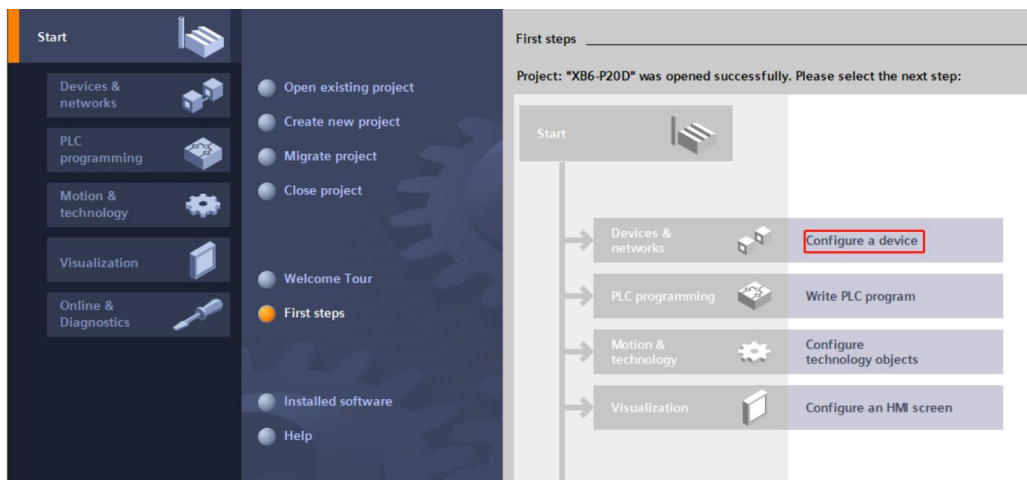 Start
Devices &
networks
PLC
programming
Motion &
technology
Visualization
Online &
Diagnostics
Open existing project
Create new project
Migrate project
Close project
Welcome Tour
First steps
Installed software
Help
First steps
Project: "XB6-P20D" was opened successfully. Please select the next step:
Start
Devices &
networks
Configure a device
PLC programming
Write PLC program
Motion &
technology
Configure
technology objects
Visualization
Configure an HMI screen